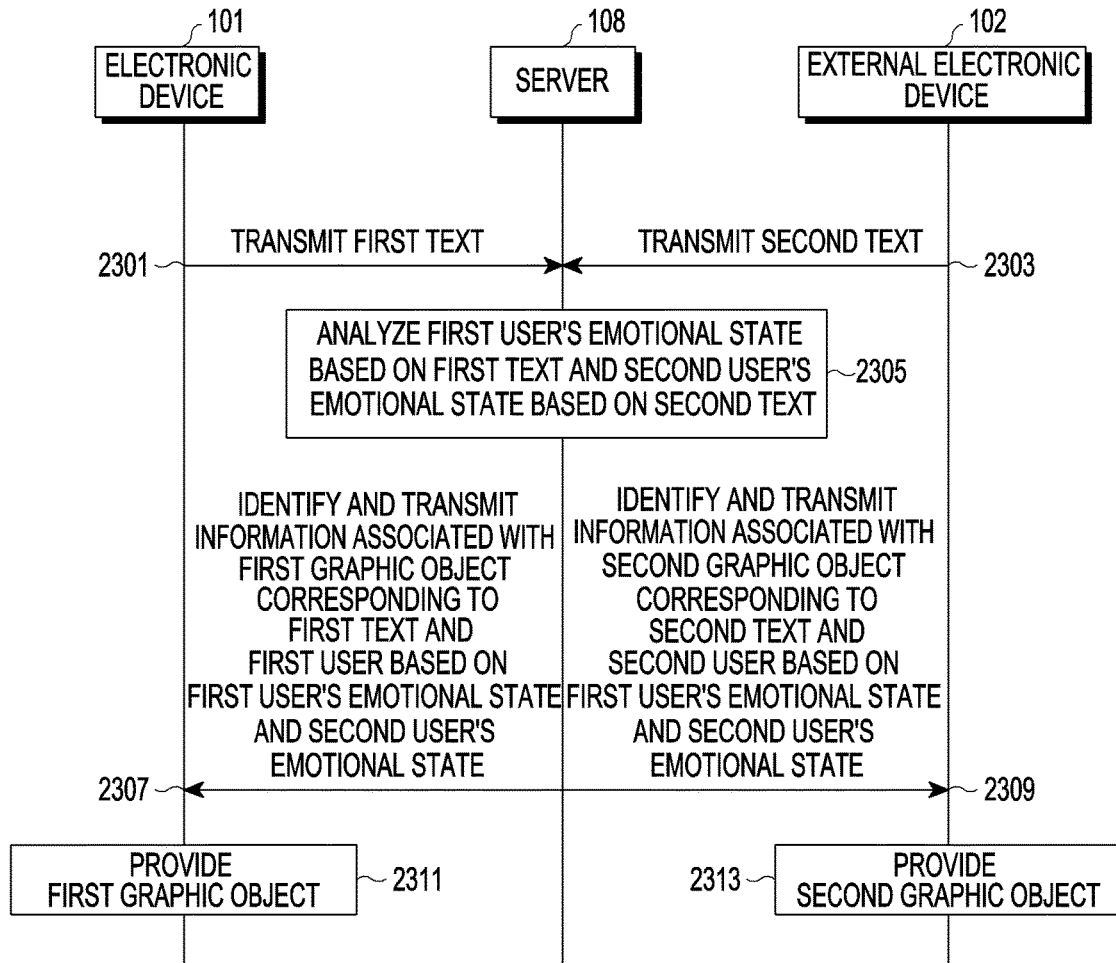 101
108
102
ELECTRONIC
DEVICE
SERVER
EXTERNAL ELECTRONIC
DEVICE
TRANSMIT FIRST TEXT
TRANSMIT SECOND TEXT
2301
2303
ANALYZE FIRST USER'S EMOTIONAL STATE
BASED ON FIRST TEXT AND SECOND USER'S
EMOTIONAL STATE BASED ON SECOND TEXT
2305
IDENTIFY AND TRANSMIT
INFORMATION ASSOCIATED WITH
FIRST GRAPHIC OBJECT
CORRESPONDING TO
FIRST TEXT AND
FIRST USER BASED ON
FIRST USER'S EMOTIONAL STATE
AND SECOND USER'S
EMOTIONAL STATE
IDENTIFY AND TRANSMIT
INFORMATION ASSOCIATED WITH
SECOND GRAPHIC OBJECT
CORRESPONDING TO
SECOND TEXT AND
SECOND USER BASED ON
FIRST USER'S EMOTIONAL STATE
AND SECOND USER'S
EMOTIONAL STATE
2307
2309
PROVIDE
FIRST GRAPHIC OBJECT
2311
2313
PROVIDE
SECOND GRAPHIC OBJECT